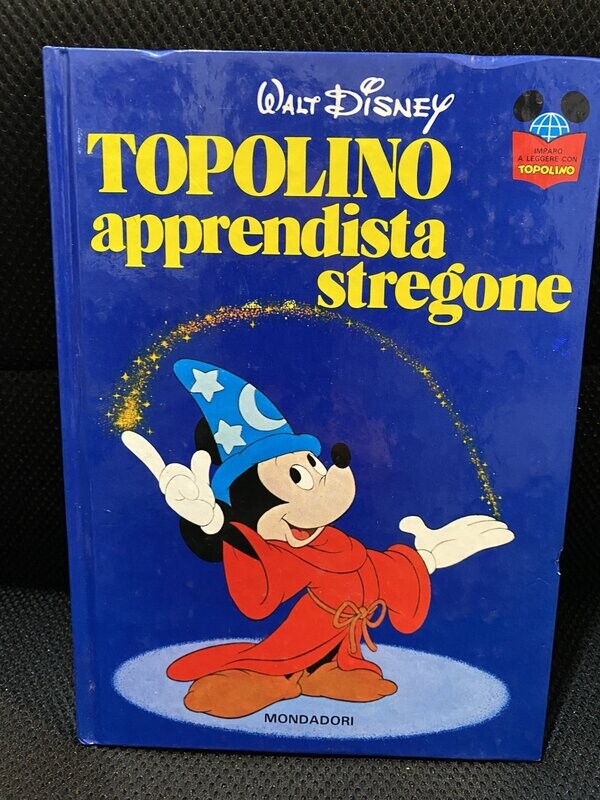 WALT DISNEY
TOPOLINO
apprendista
stregone
IMPARO
A LEGGERE CON
TOPOLINO
MONDADORI